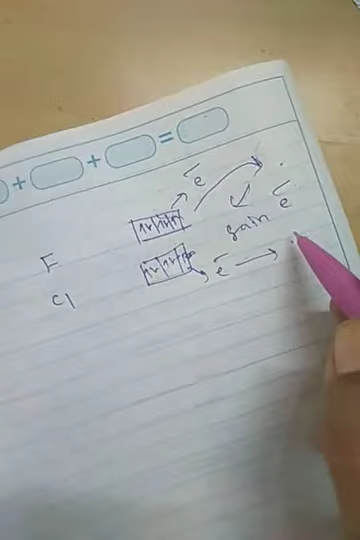 + + =
e̅
F
gain e̅
Cl
e̅ →